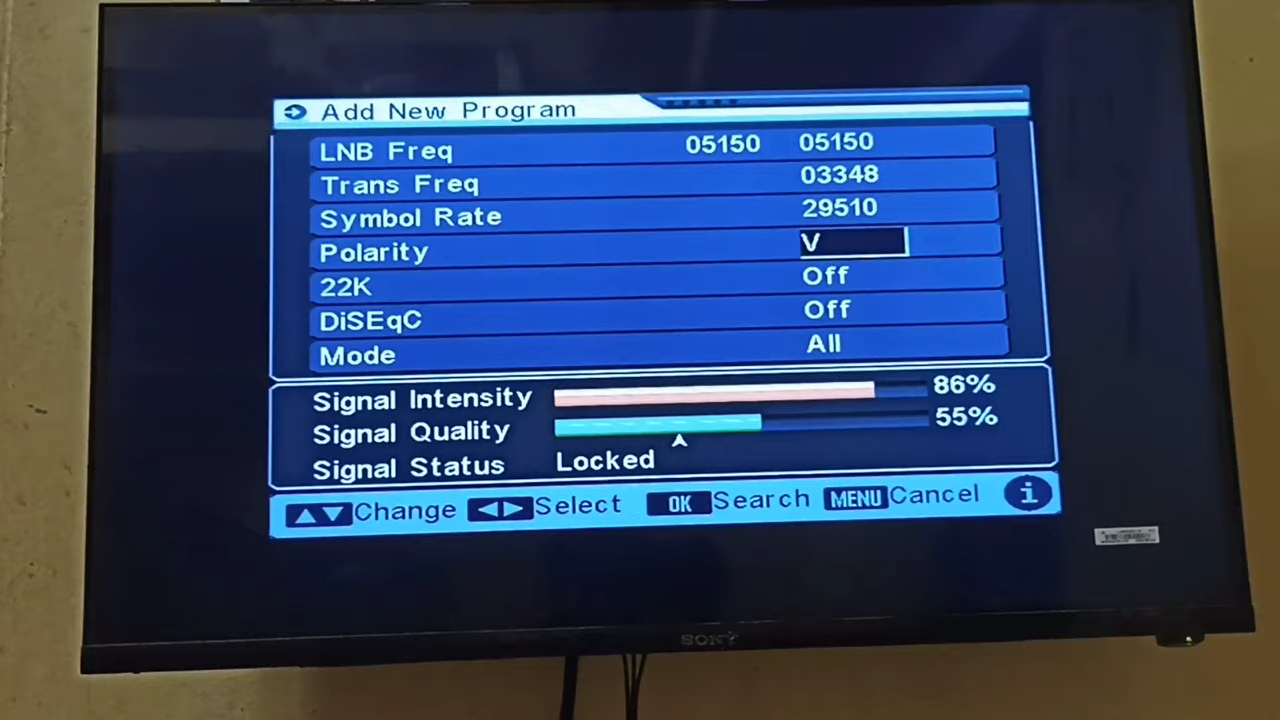 Add New Program
LNB Freq 05150 05150
Trans Freq 03348
Symbol Rate 29510
Polarity V
22K Off
DiSEqC Off
Mode All
Signal Intensity 86%
Signal Quality 55%
Signal Status Locked
Change Select OK Search MENU Cancel i
SONY